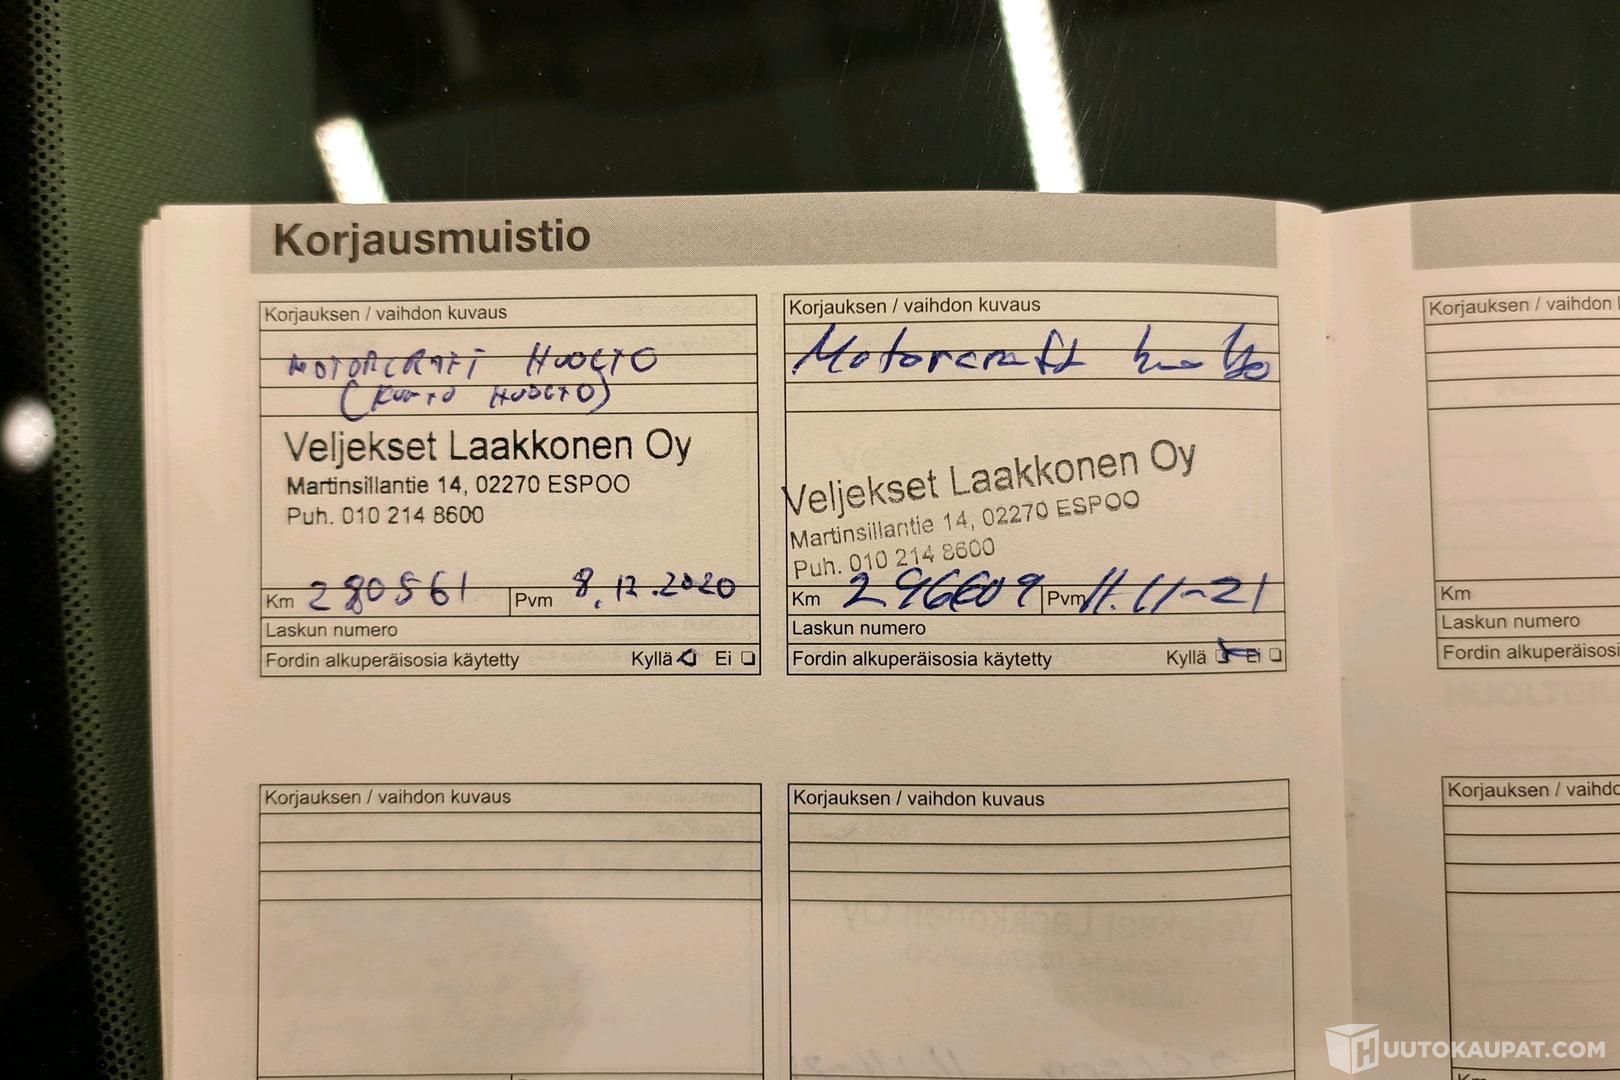 Korjausmuistio
Korjauksen / vaihdon kuvaus
MOTORCRAFT HUOLTO
(KUNTO HUOLTO)
Veljekset Laakkonen Oy
Martinsillantie 14, 02270 ESPOO
Puh. 010 214 8600
Km 280561 Pvm 8.12.2020
Laskun numero
Fordin alkuperäisosia käytetty Kyllä Ei
Korjauksen / vaihdon kuvaus
Motorcraft huolto
Veljekset Laakkonen Oy
Martinsillantie 14, 02270 ESPOO
Puh. 010 214 8600
Km 296609 Pvm 11.11-21
Laskun numero
Fordin alkuperäisosia käytetty Kyllä Ei
Korjauksen / vaihdon
Km
Laskun numero
Fordin
Korjauksen / vaihdon kuvaus
Korjauksen / vaihdon kuvaus
Korjauksen /
HUUTOKAUPAT.COM